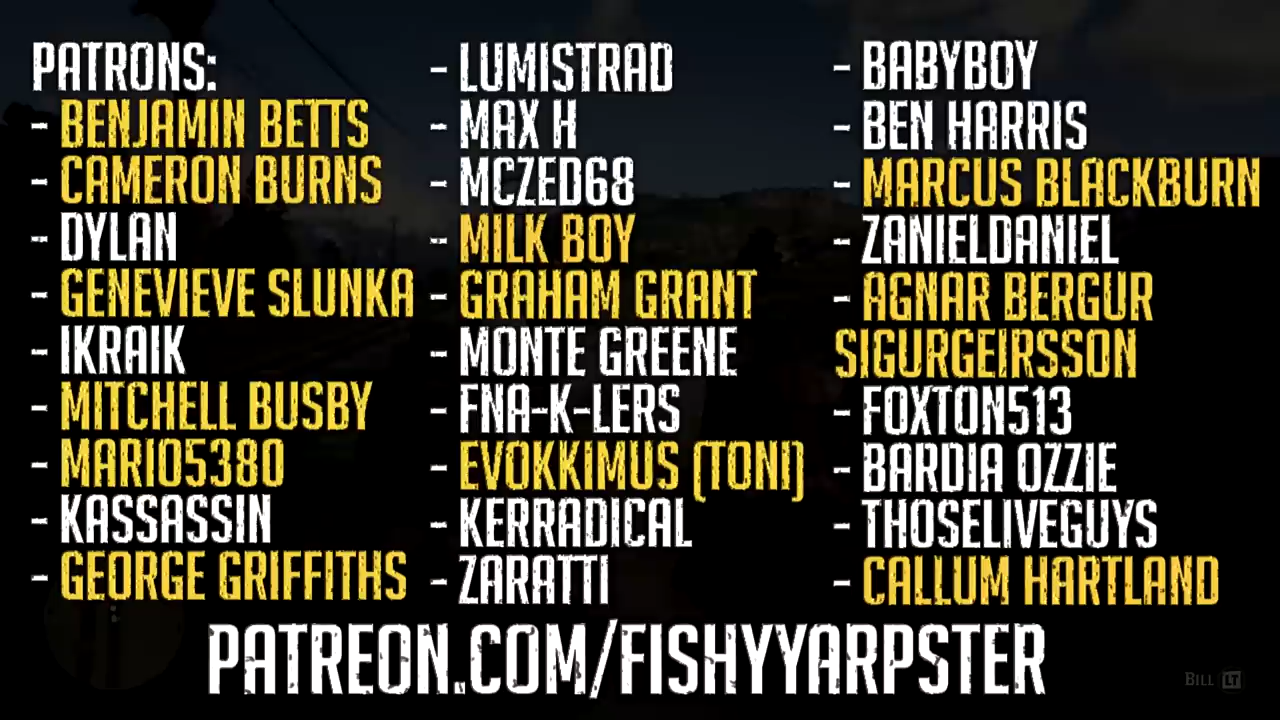 PATRONS:
- BENJAMIN BETTS
- CAMERON BURNS
- DYLAN
- GENEVIEVE SLUNKA
- IKRAIK
- MITCHELL BUSBY
- MARIO5380
- KASSASSIN
- GEORGE GRIFFITHS
- LUMISTRAD
- MAX H
- MCZED68
- MILK BOY
- GRAHAM GRANT
- MONTE GREENE
- FNA-K-LERS
- EVOKKIMUS (TONI)
- KERRADICAL
- ZARATTI
- BABYBOY
- BEN HARRIS
- MARCUS BLACKBURN
- ZANIELDANIEL
- AGNAR BERGUR
SIGURGEIRSSON
- FOXTON513
- BARDIA OZZIE
- THOSELIVEGUYS
- CALLUM HARTLAND
PATREON.COM/FISHYYARPSTER
BILL LT